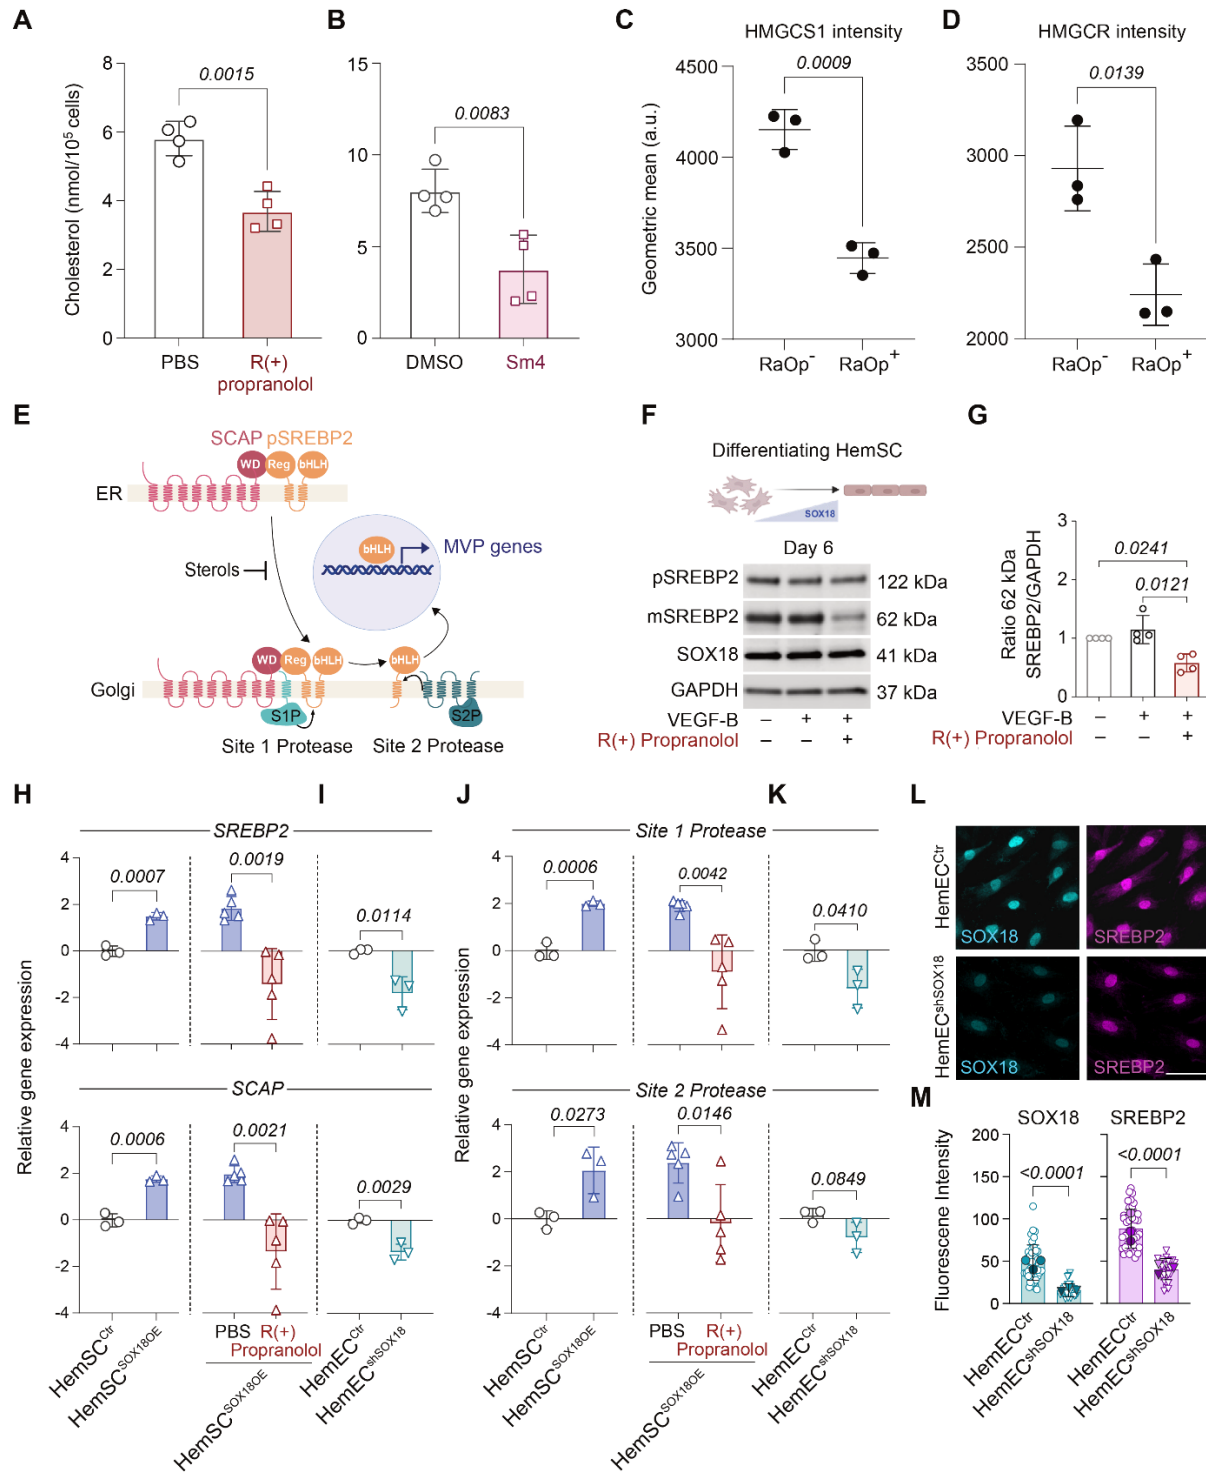 A
Cholesterol (nmol/10⁵ cells)
8
6
4
2
0
0.0015
PBS
R(+)
propranolol
B
15
10
5
0
0.0083
DMSO
Sm4
C
HMGCS1 intensity
Geometric mean (a.u.)
4500
4000
3500
3000
0.0009
RaOp⁻
RaOp⁺
D
HMGCR intensity
3500
3000
2500
2000
0.0139
RaOp⁻
RaOp⁺
E
SCAP pSREBP2
WD Reg bHLH
ER
bHLH
MVP genes
Sterols
WD Reg bHLH
bHLH
Golgi
S1P
S2P
Site 1 Protease
Site 2 Protease
F
Differentiating HemSC
SOX18
Day 6
pSREBP2 122 kDa
mSREBP2 62 kDa
SOX18 41 kDa
GAPDH 37 kDa
VEGF-B – + +
R(+) Propranolol – – +
G
Ratio 62 kDa
SREBP2/GAPDH
3
2
1
0
0.0241
0.0121
VEGF-B – + +
R(+) Propranolol – – +
H
I
SREBP2
Relative gene expression
4
2
0
-2
-4
0.0007
0.0019
0.0114
SCAP
4
2
0
-2
-4
0.0006
0.0021
0.0029
HemSC^Ctr
HemSC^SOX18OE
PBS
R(+)
Propranolol
HemSC^SOX18OE
HemEC^Ctr
HemEC^shSOX18
J
K
Site 1 Protease
Relative gene expression
4
2
0
-2
-4
0.0006
0.0042
0.0410
Site 2 Protease
4
2
0
-2
-4
0.0273
0.0146
0.0849
HemSC^Ctr
HemSC^SOX18OE
PBS
R(+)
Propranolol
HemSC^SOX18OE
HemEC^Ctr
HemEC^shSOX18
L
HemEC^Ctr
SOX18
SREBP2
HemEC^shSOX18
SOX18
SREBP2
M
SOX18
SREBP2
Fluorescene Intensity
200
150
100
50
0
<0.0001
<0.0001
HemEC^Ctr
HemEC^shSOX18
HemEC^Ctr
HemEC^shSOX18